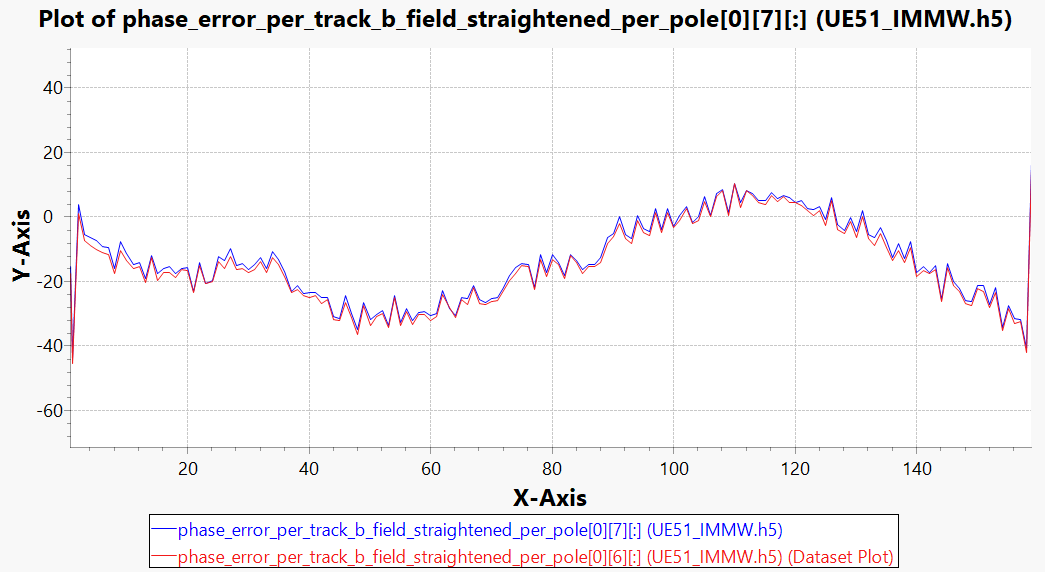 Plot of phase_error_per_track_b_field_straightened_per_pole[0][7][:] (UE51_IMMW.h5)
40
20
0
-20
-40
-60
Y-Axis
20 40 60 80 100 120 140
X-Axis
phase_error_per_track_b_field_straightened_per_pole[0][7][:] (UE51_IMMW.h5)
phase_error_per_track_b_field_straightened_per_pole[0][6][:] (UE51_IMMW.h5) (Dataset Plot)